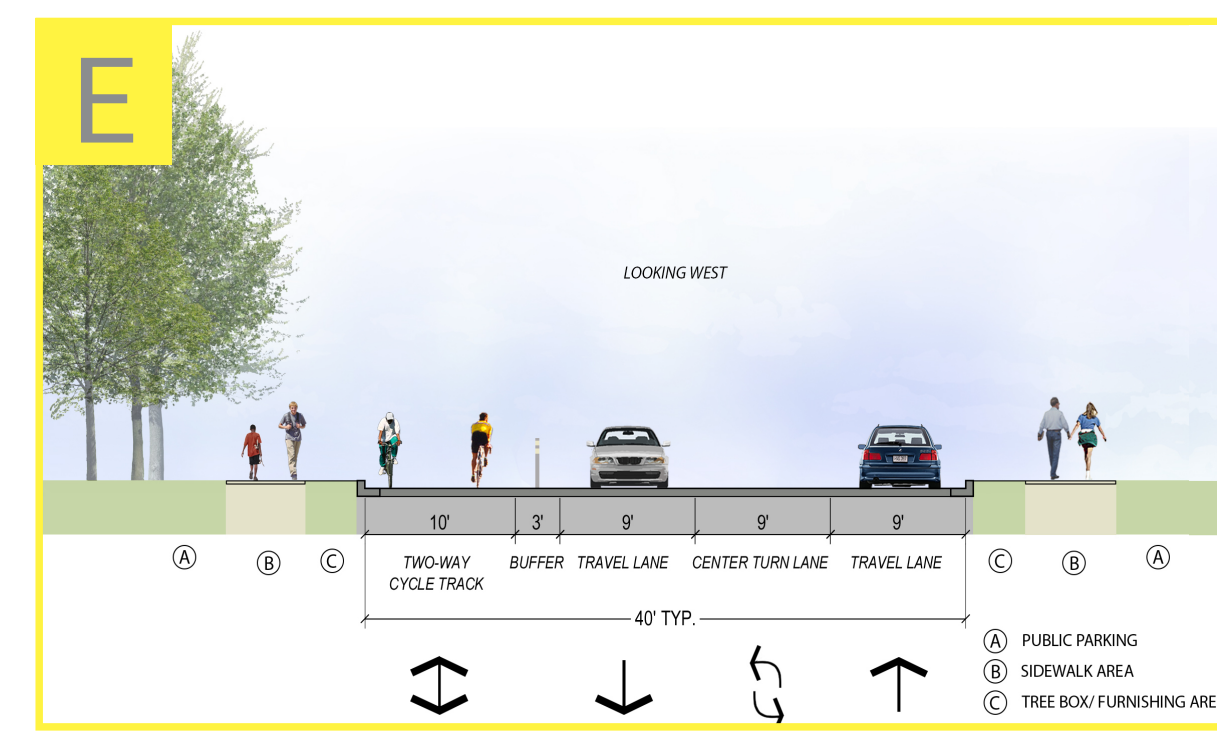 E
LOOKING WEST
10' 3' 9' 9' 9'
TWO-WAY BUFFER TRAVEL LANE CENTER TURN LANE TRAVEL LANE
CYCLE TRACK
A B C C B A
40' TYP.
A PUBLIC PARKING
B SIDEWALK AREA
C TREE BOX/ FURNISHING ARE